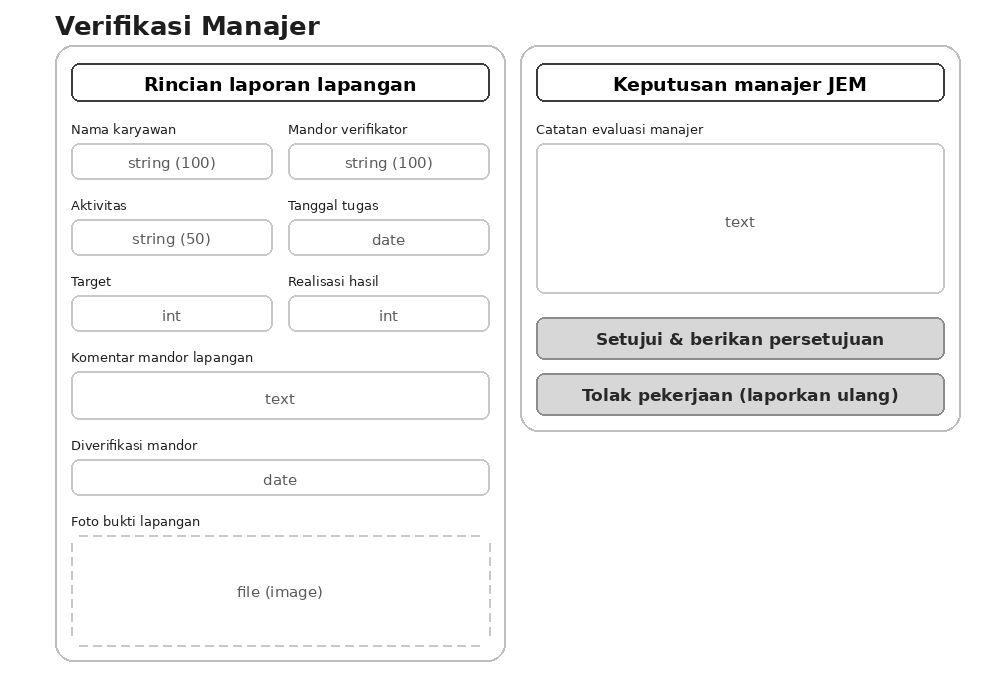 Verifikasi Manajer
Rincian laporan lapangan
Nama karyawan
Mandor verifikator
string (100)
string (100)
Aktivitas
Tanggal tugas
string (50)
date
Target
Realisasi hasil
int
int
Komentar mandor lapangan
text
Diverifikasi mandor
date
Foto bukti lapangan
file (image)
Keputusan manajer JEM
Catatan evaluasi manajer
text
Setujui & berikan persetujuan
Tolak pekerjaan (laporkan ulang)